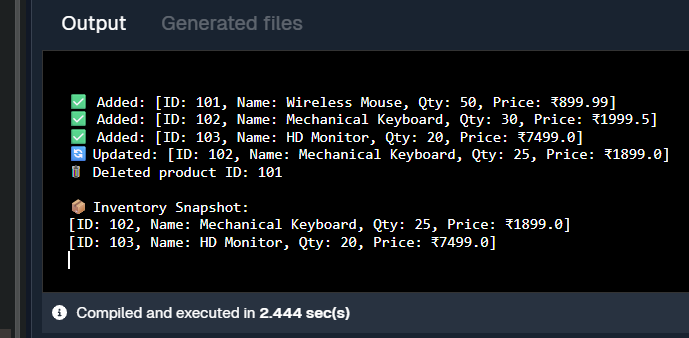 Output Generated files
✅ Added: [ID: 101, Name: Wireless Mouse, Qty: 50, Price: ₹899.99]
✅ Added: [ID: 102, Name: Mechanical Keyboard, Qty: 30, Price: ₹1999.5]
✅ Added: [ID: 103, Name: HD Monitor, Qty: 20, Price: ₹7499.0]
🔄 Updated: [ID: 102, Name: Mechanical Keyboard, Qty: 25, Price: ₹1899.0]
🗑 Deleted product ID: 101
📦 Inventory Snapshot:
[ID: 102, Name: Mechanical Keyboard, Qty: 25, Price: ₹1899.0]
[ID: 103, Name: HD Monitor, Qty: 20, Price: ₹7499.0]
Compiled and executed in 2.444 sec(s)